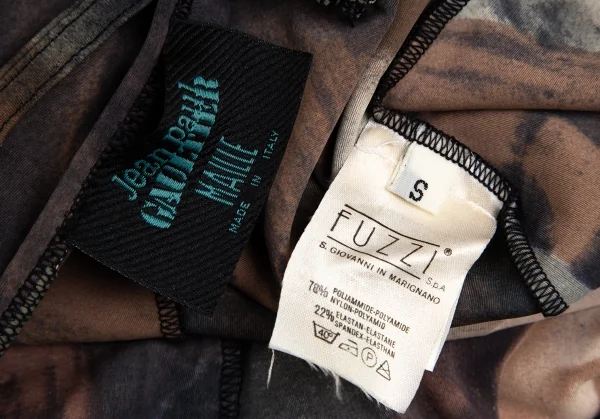 Jean Paul
GAULTIER
MAILLE
MADE IN ITALY
S
FUZZI® S.p.A
S. GIOVANNI IN MARIGNANO
78% POLIAMMIDE-POLYAMIDE
NYLON-POLYAMID
22% ELASTAN-ELASTANE
SPANDEX-ELASTHAN
40° P